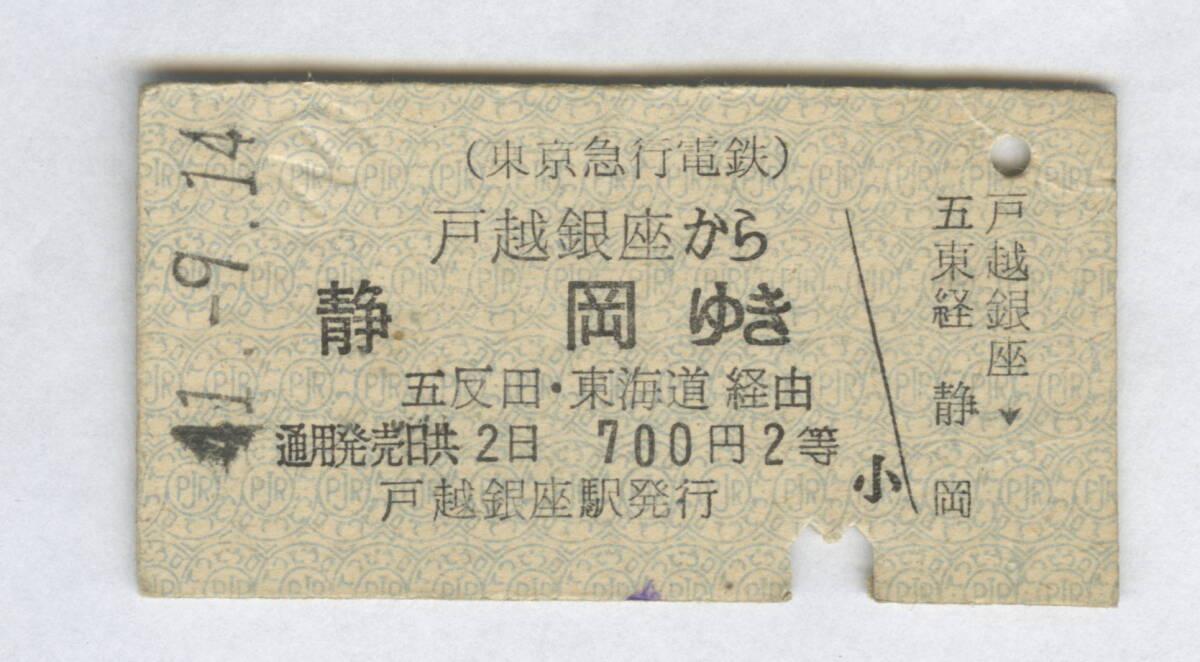 (東京急行電鉄)
戸越銀座から
静岡ゆき
五反田・東海道 経由
通用発売日共2日 700円2等
戸越銀座駅発行
小
戸越銀座→
五東経 静岡
41.-9.14